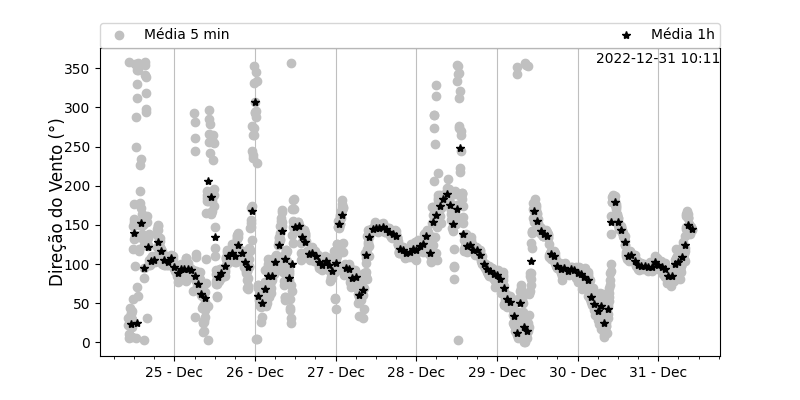 Média 5 min
Média 1h
2022-12-31 10:11
Direção do Vento (°)
350
300
250
200
150
100
50
0
25 - Dec
26 - Dec
27 - Dec
28 - Dec
29 - Dec
30 - Dec
31 - Dec